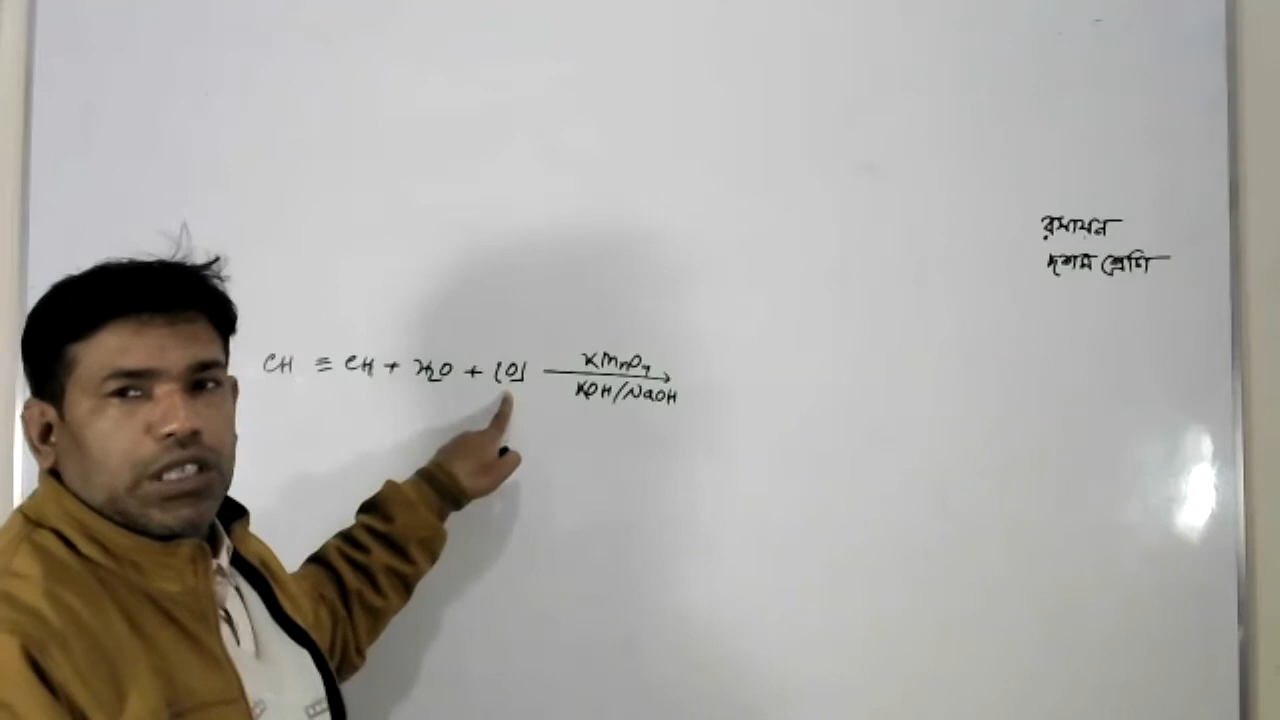 CH ≡ CH + H2O + [O] KMnO4
KOH/NaOH
রসায়ন
দশম শ্রেণি